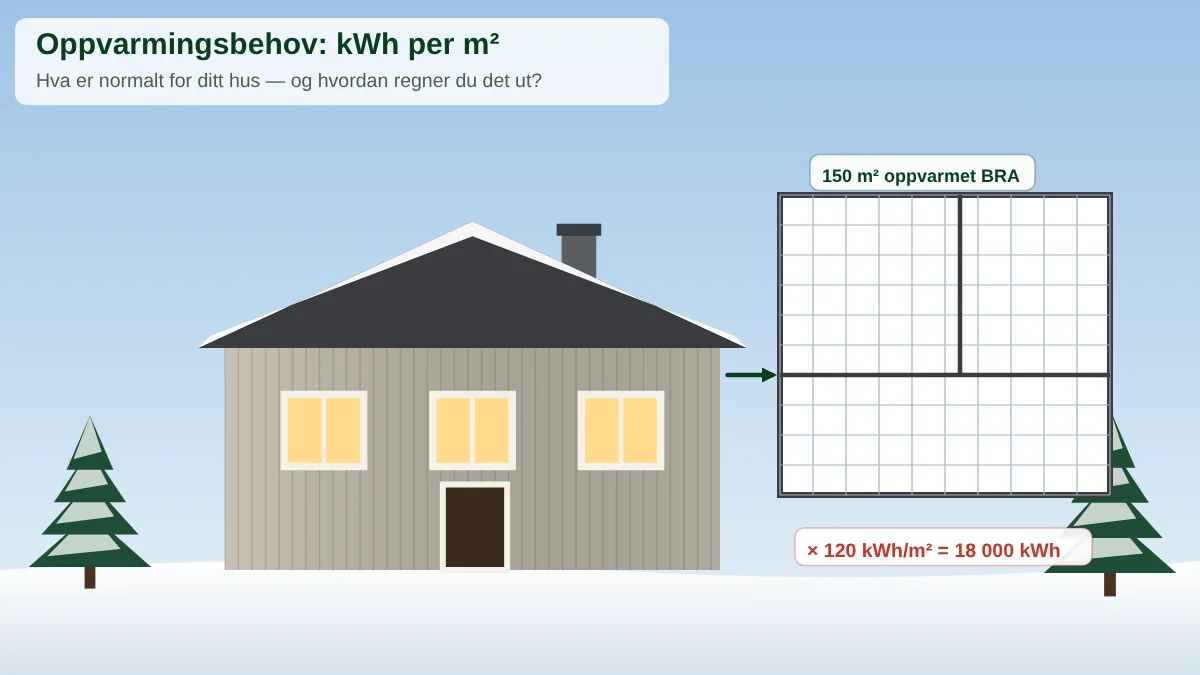 Oppvarmingsbehov: kWh per m²
Hva er normalt for ditt hus — og hvordan regner du det ut?
150 m² oppvarmet BRA
× 120 kWh/m² = 18 000 kWh